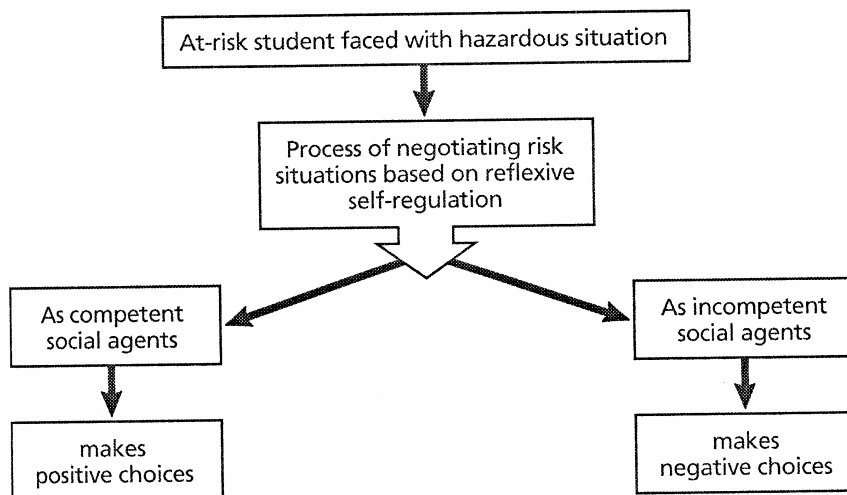 At-risk student faced with hazardous situation
Process of negotiating risk
situations based on reflexive
self-regulation
As competent
social agents
As incompetent
social agents
makes
positive choices
makes
negative choices